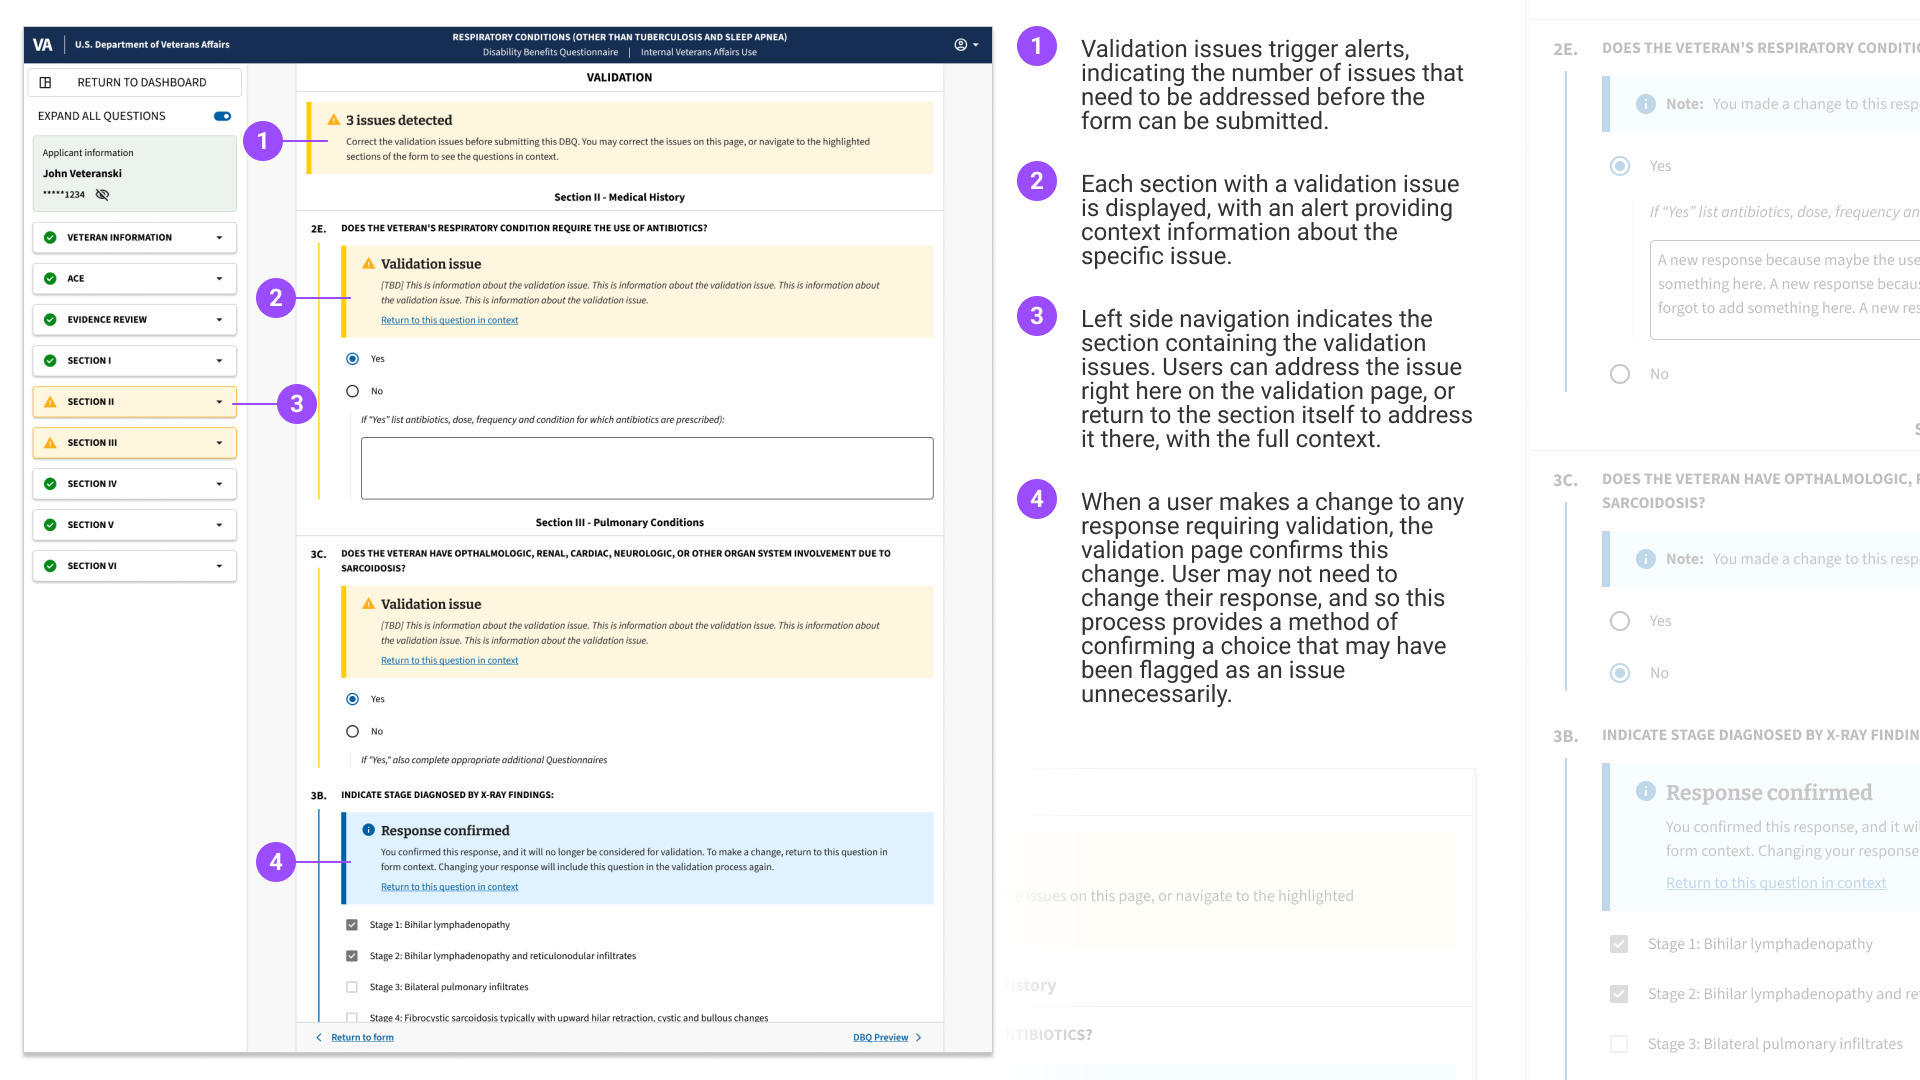 VA U.S. Department of Veterans Affairs
RESPIRATORY CONDITIONS (OTHER THAN TUBERCULOSIS AND SLEEP APNEA)
Disability Benefits Questionnaire | Internal Veterans Affairs Use
RETURN TO DASHBOARD
EXPAND ALL QUESTIONS
Applicant information
John Veteranski
*****1234
VETERAN INFORMATION
ACE
EVIDENCE REVIEW
SECTION I
SECTION II
SECTION III
SECTION IV
SECTION V
SECTION VI
VALIDATION
1
3 issues detected
Correct the validation issues before submitting this DBQ. You may correct the issues on this page, or navigate to the highlighted
sections of the form to see the questions in context.
Section II - Medical History
2E. DOES THE VETERAN'S RESPIRATORY CONDITION REQUIRE THE USE OF ANTIBIOTICS?
2
Validation issue
[TBD] This is information about the validation issue. This is information about the validation issue. This is information about
the validation issue. This is information about the validation issue.
Return to this question in context
Yes
No
3
If "Yes" list antibiotics, dose, frequency and condition for which antibiotics are prescribed):
Section III - Pulmonary Conditions
3C. DOES THE VETERAN HAVE OPTHALMOLOGIC, RENAL, CARDIAC, NEUROLOGIC, OR OTHER ORGAN SYSTEM INVOLVEMENT DUE TO
SARCOIDOSIS?
Validation issue
[TBD] This is information about the validation issue. This is information about the validation issue. This is information about
the validation issue. This is information about the validation issue.
Return to this question in context
Yes
No
If "Yes," also complete appropriate additional Questionnaires
3B. INDICATE STAGE DIAGNOSED BY X-RAY FINDINGS:
4
Response confirmed
You confirmed this response, and it will no longer be considered for validation. To make a change, return to this question in
form context. Changing your response will include this question in the validation process again.
Return to this question in context
Stage 1: Bihilar lymphadenopathy
Stage 2: Bihilar lymphadenopathy and reticulonodular infiltrates
Stage 3: Bilateral pulmonary infiltrates
Stage 4: Fibrocystic sarcoidosis typically with upward hilar retraction, cystic and bullous changes
Return to form
DBQ Preview
1 Validation issues trigger alerts,
indicating the number of issues that
need to be addressed before the
form can be submitted.
2 Each section with a validation issue
is displayed, with an alert providing
context information about the
specific issue.
3 Left side navigation indicates the
section containing the validation
issues. Users can address the issue
right here on the validation page, or
return to the section itself to address
it there, with the full context.
4 When a user makes a change to any
response requiring validation, the
validation page confirms this
change. User may not need to
change their response, and so this
process provides a method of
confirming a choice that may have
been flagged as an issue
unnecessarily.
issues on this page, or navigate to the highlighted
istory
TIBIOTICS?
2E. DOES THE VETERAN'S RESPIRATORY CONDITIO
Note: You made a change to this resp
Yes
If "Yes" list antibiotics, dose, frequency an
A new response because maybe the use
something here. A new response becau
forgot to add something here. A new res
No
S
3C. DOES THE VETERAN HAVE OPTHALMOLOGIC, R
SARCOIDOSIS?
Note: You made a change to this resp
Yes
No
3B. INDICATE STAGE DIAGNOSED BY X-RAY FINDIN
Response confirmed
You confirmed this response, and it wil
form context. Changing your response
Return to this question in context
Stage 1: Bihilar lymphadenopathy
Stage 2: Bihilar lymphadenopathy and ret
Stage 3: Bilateral pulmonary infiltrates